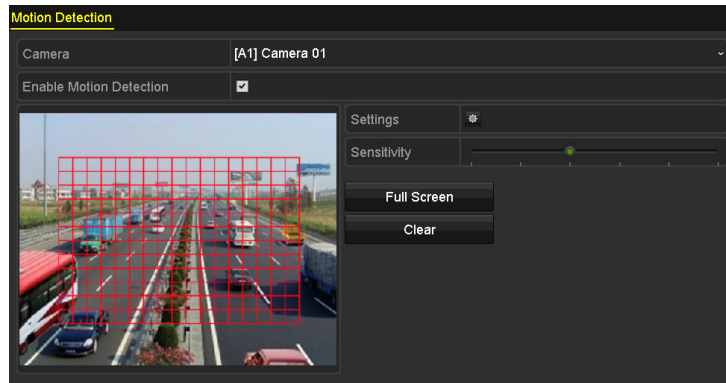 Motion Detection
Camera [A1] Camera 01
Enable Motion Detection
Settings
Sensitivity
Full Screen
Clear